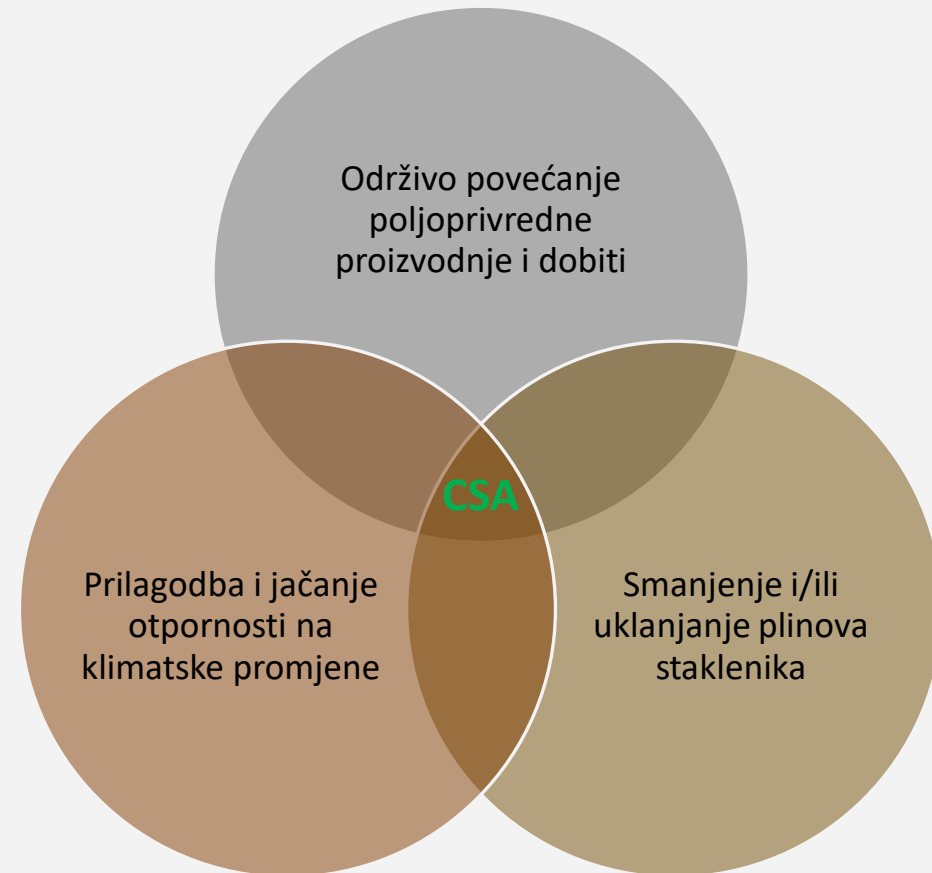 Održivo povećanje
poljoprivredne
proizvodnje i dobiti
CSA
Prilagodba i jačanje
otpornosti na
klimatske promjene
Smanjenje i/ili
uklanjanje plinova
staklenika